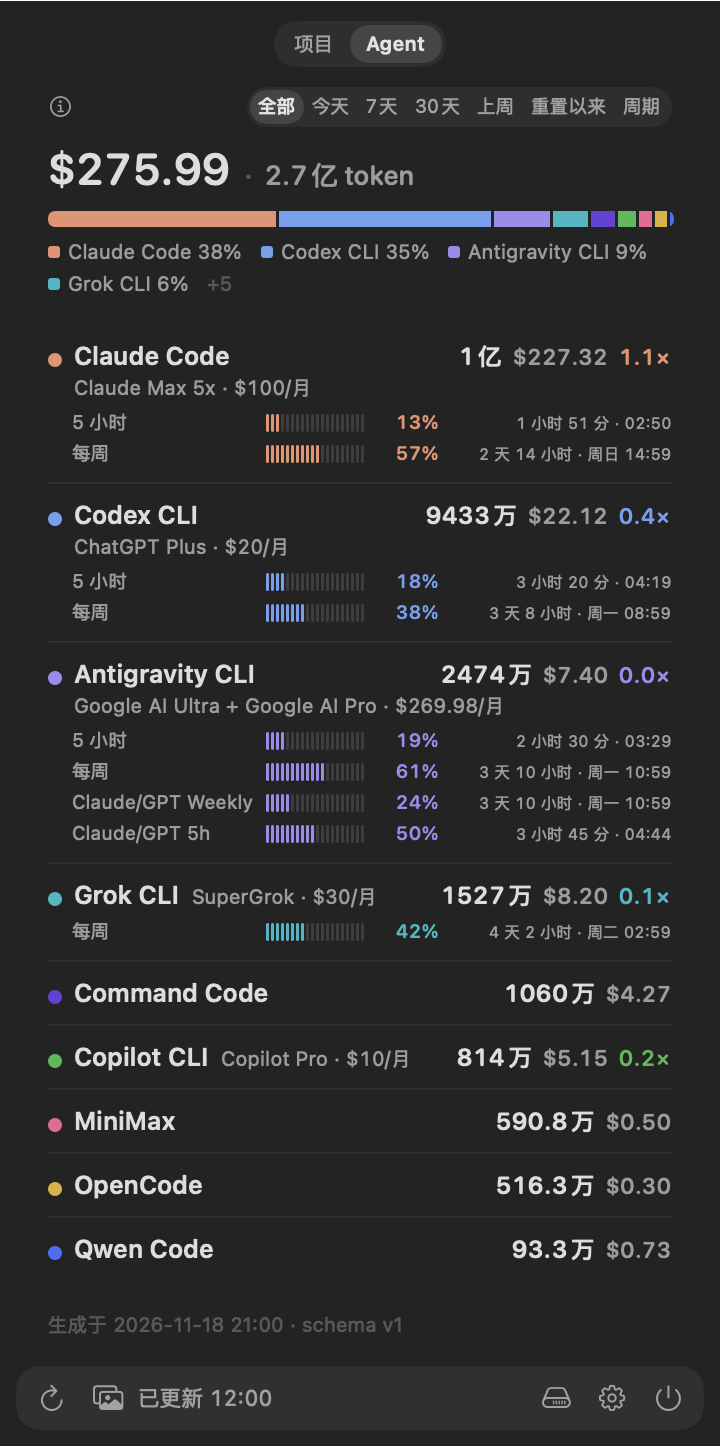 项目 Agent
全部 今天 7天 30天 上周 重置以来 周期
$275.99 · 2.7亿 token
Claude Code 38% Codex CLI 35% Antigravity CLI 9%
Grok CLI 6% +5
Claude Code 1亿 $227.32 1.1×
Claude Max 5x · $100/月
5 小时 13% 1 小时 51 分 · 02:50
每周 57% 2 天 14 小时 · 周日 14:59
Codex CLI 9433万 $22.12 0.4×
ChatGPT Plus · $20/月
5 小时 18% 3 小时 20 分 · 04:19
每周 38% 3 天 8 小时 · 周一 08:59
Antigravity CLI 2474万 $7.40 0.0×
Google AI Ultra + Google AI Pro · $269.98/月
5 小时 19% 2 小时 30 分 · 03:29
每周 61% 3 天 10 小时 · 周一 10:59
Claude/GPT Weekly 24% 3 天 10 小时 · 周一 10:59
Claude/GPT 5h 50% 3 小时 45 分 · 04:44
Grok CLI SuperGrok · $30/月 1527万 $8.20 0.1×
每周 42% 4 天 2 小时 · 周二 02:59
Command Code 1060万 $4.27
Copilot CLI Copilot Pro · $10/月 814万 $5.15 0.2×
MiniMax 590.8万 $0.50
OpenCode 516.3万 $0.30
Qwen Code 93.3万 $0.73
生成于 2026-11-18 21:00 · schema v1
已更新 12:00